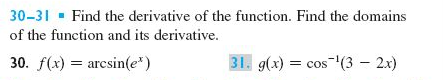 30–31 ▪ Find the derivative of the function. Find the domains
of the function and its derivative.
30. f(x) = arcsin(eˣ) 31. g(x) = cos⁻¹(3 − 2x)